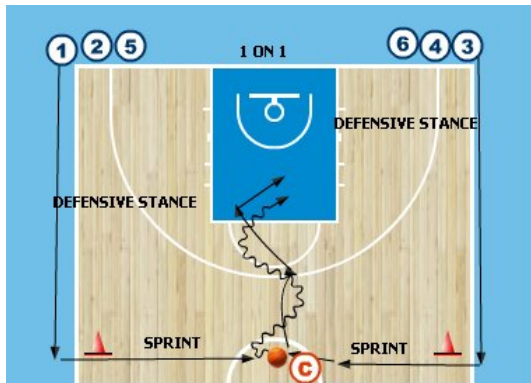 1 2 5 1 ON 1 6 4 3
DEFENSIVE STANCE
DEFENSIVE STANCE
SPRINT C SPRINT